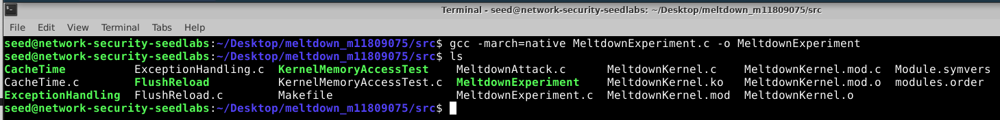 Terminal - seed@network-security-seedlabs: ~/Desktop/meltdown_m11809075/src
File Edit View Terminal Tabs Help
seed@network-security-seedlabs:~/Desktop/meltdown_m11809075/src$ gcc -march=native MeltdownExperiment.c -o MeltdownExperiment
seed@network-security-seedlabs:~/Desktop/meltdown_m11809075/src$ ls
CacheTime ExceptionHandling.c KernelMemoryAccessTest MeltdownAttack.c MeltdownKernel.c MeltdownKernel.mod.c Module.symvers
CacheTime.c FlushReload KernelMemoryAccessTest.c MeltdownExperiment MeltdownKernel.ko MeltdownKernel.mod.o modules.order
ExceptionHandling FlushReload.c Makefile MeltdownExperiment.c MeltdownKernel.mod MeltdownKernel.o
seed@network-security-seedlabs:~/Desktop/meltdown_m11809075/src$